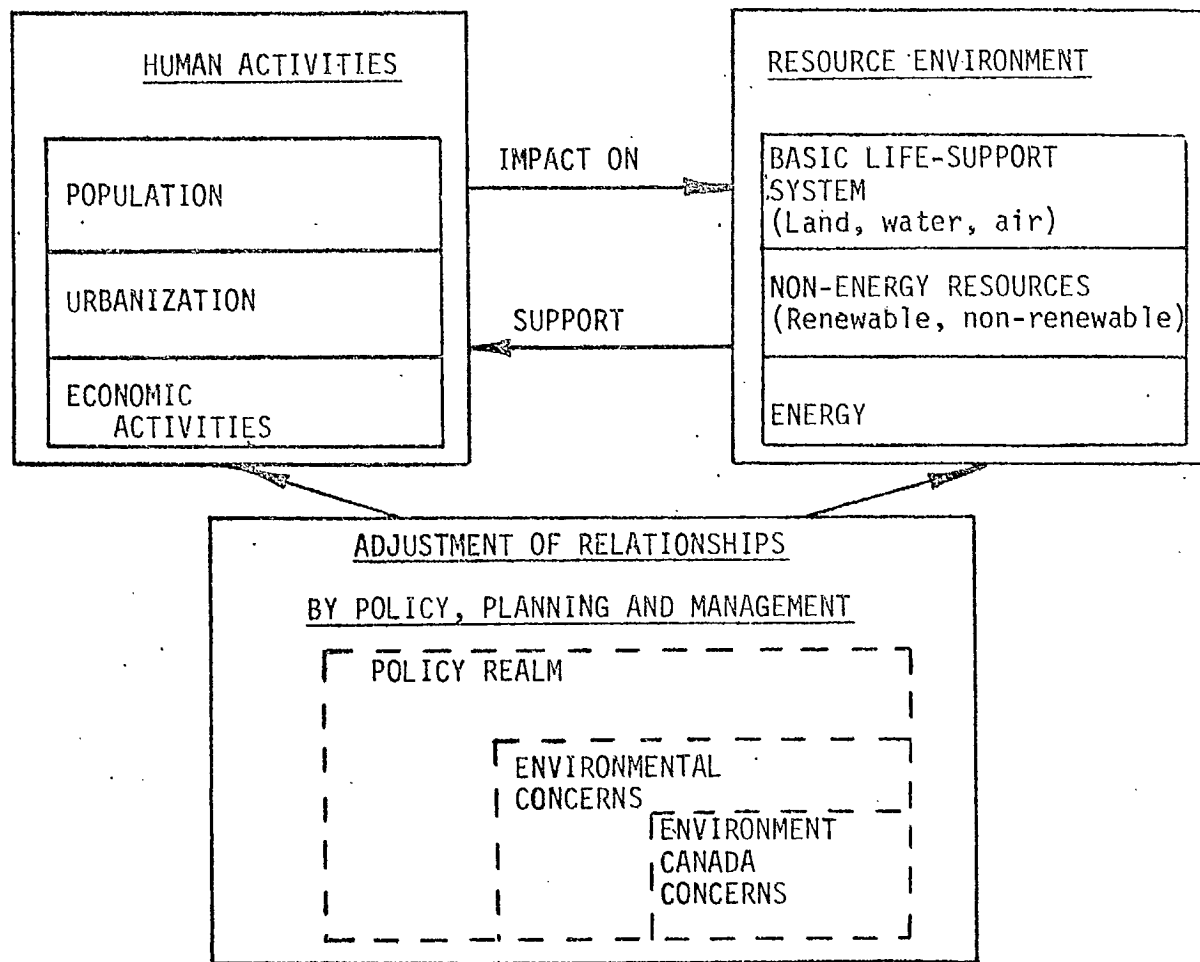 HUMAN ACTIVITIES
POPULATION
URBANIZATION
ECONOMIC
ACTIVITIES
IMPACT ON
SUPPORT
RESOURCE ENVIRONMENT
BASIC LIFE-SUPPORT
SYSTEM
(Land, water, air)
NON-ENERGY RESOURCES
(Renewable, non-renewable)
ENERGY
ADJUSTMENT OF RELATIONSHIPS
BY POLICY, PLANNING AND MANAGEMENT
POLICY REALM
ENVIRONMENTAL
CONCERNS
ENVIRONMENT
CANADA
CONCERNS